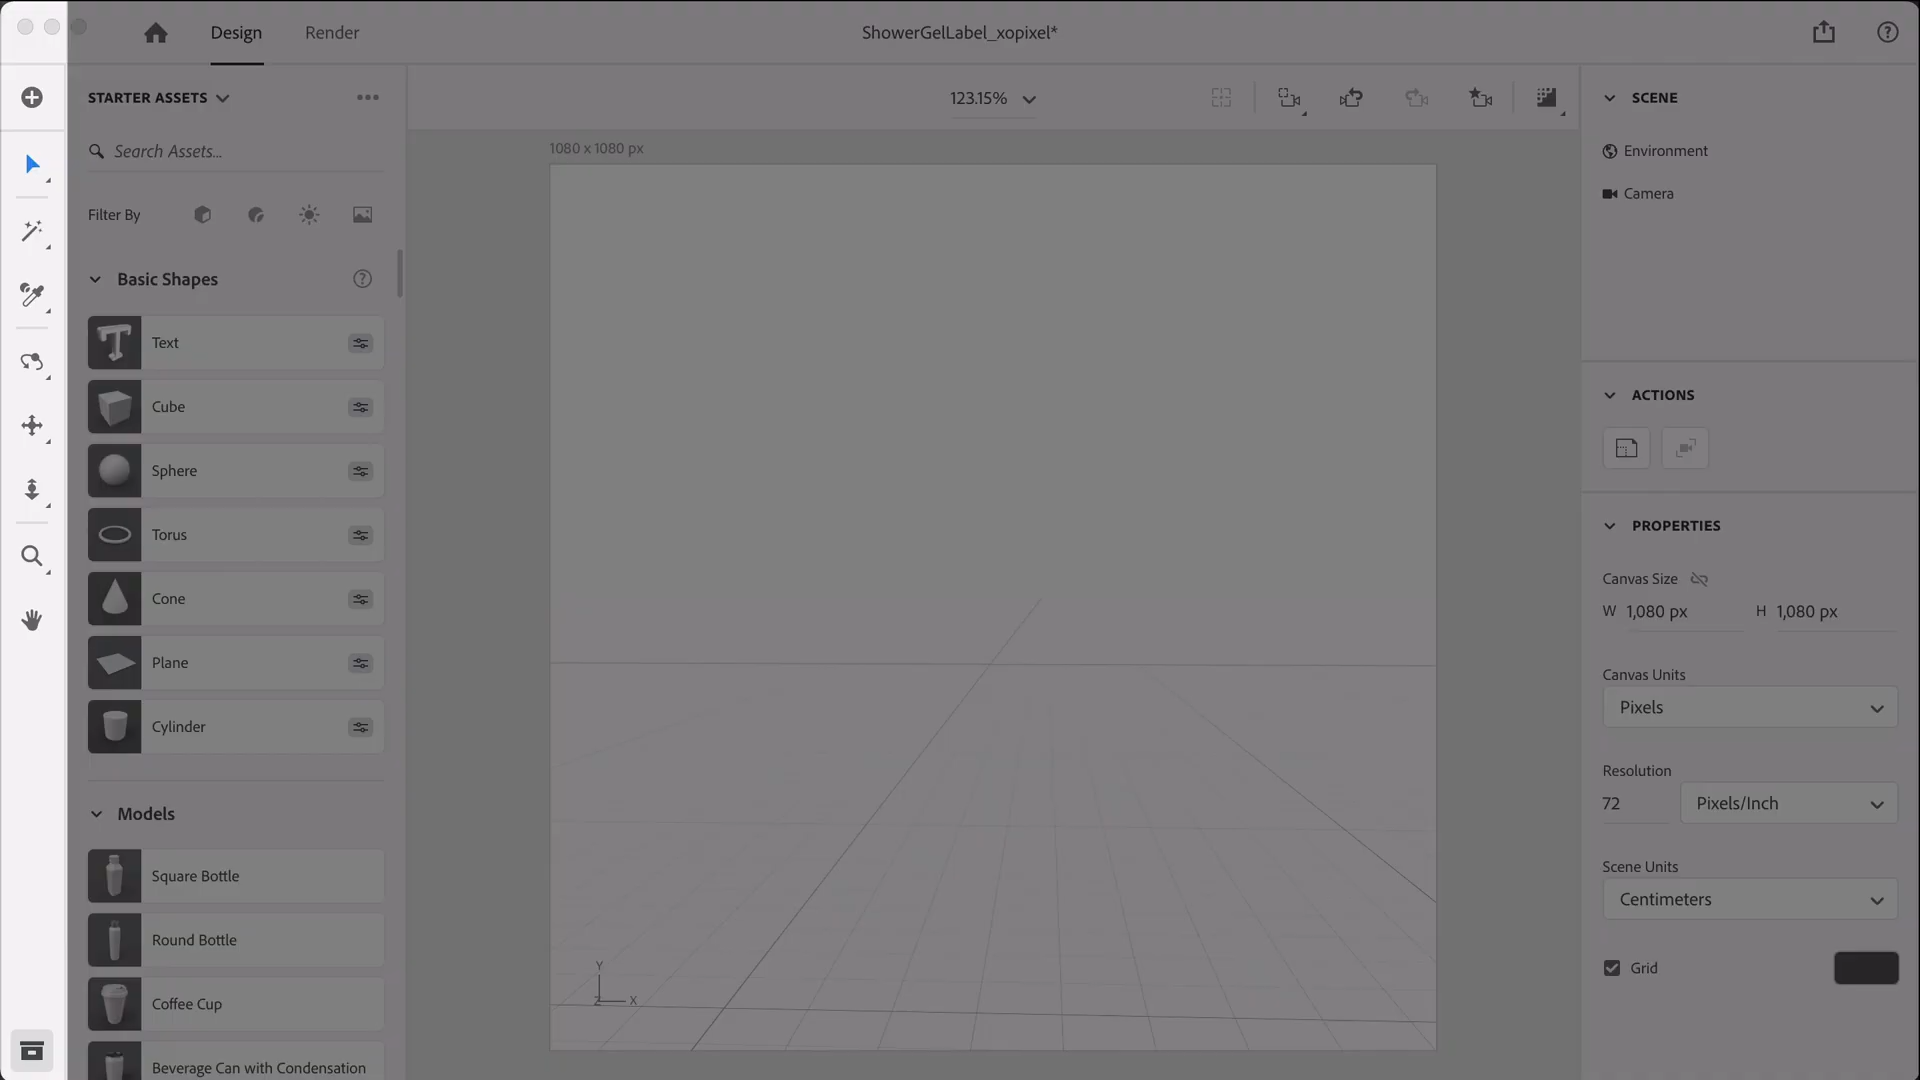 Design
Render
ShowerGelLabel_xopixel*
STARTER ASSETS
Search Assets...
Filter By
Basic Shapes
Text
Cube
Sphere
Torus
Cone
Plane
Cylinder
Models
Square Bottle
Round Bottle
Coffee Cup
Beverage Can with Condensation
123.15%
1080 x 1080 px
Y
Z
X
SCENE
Environment
Camera
ACTIONS
PROPERTIES
Canvas Size
W 1,080 px H 1,080 px
Canvas Units
Pixels
Resolution
72 Pixels/Inch
Scene Units
Centimeters
Grid